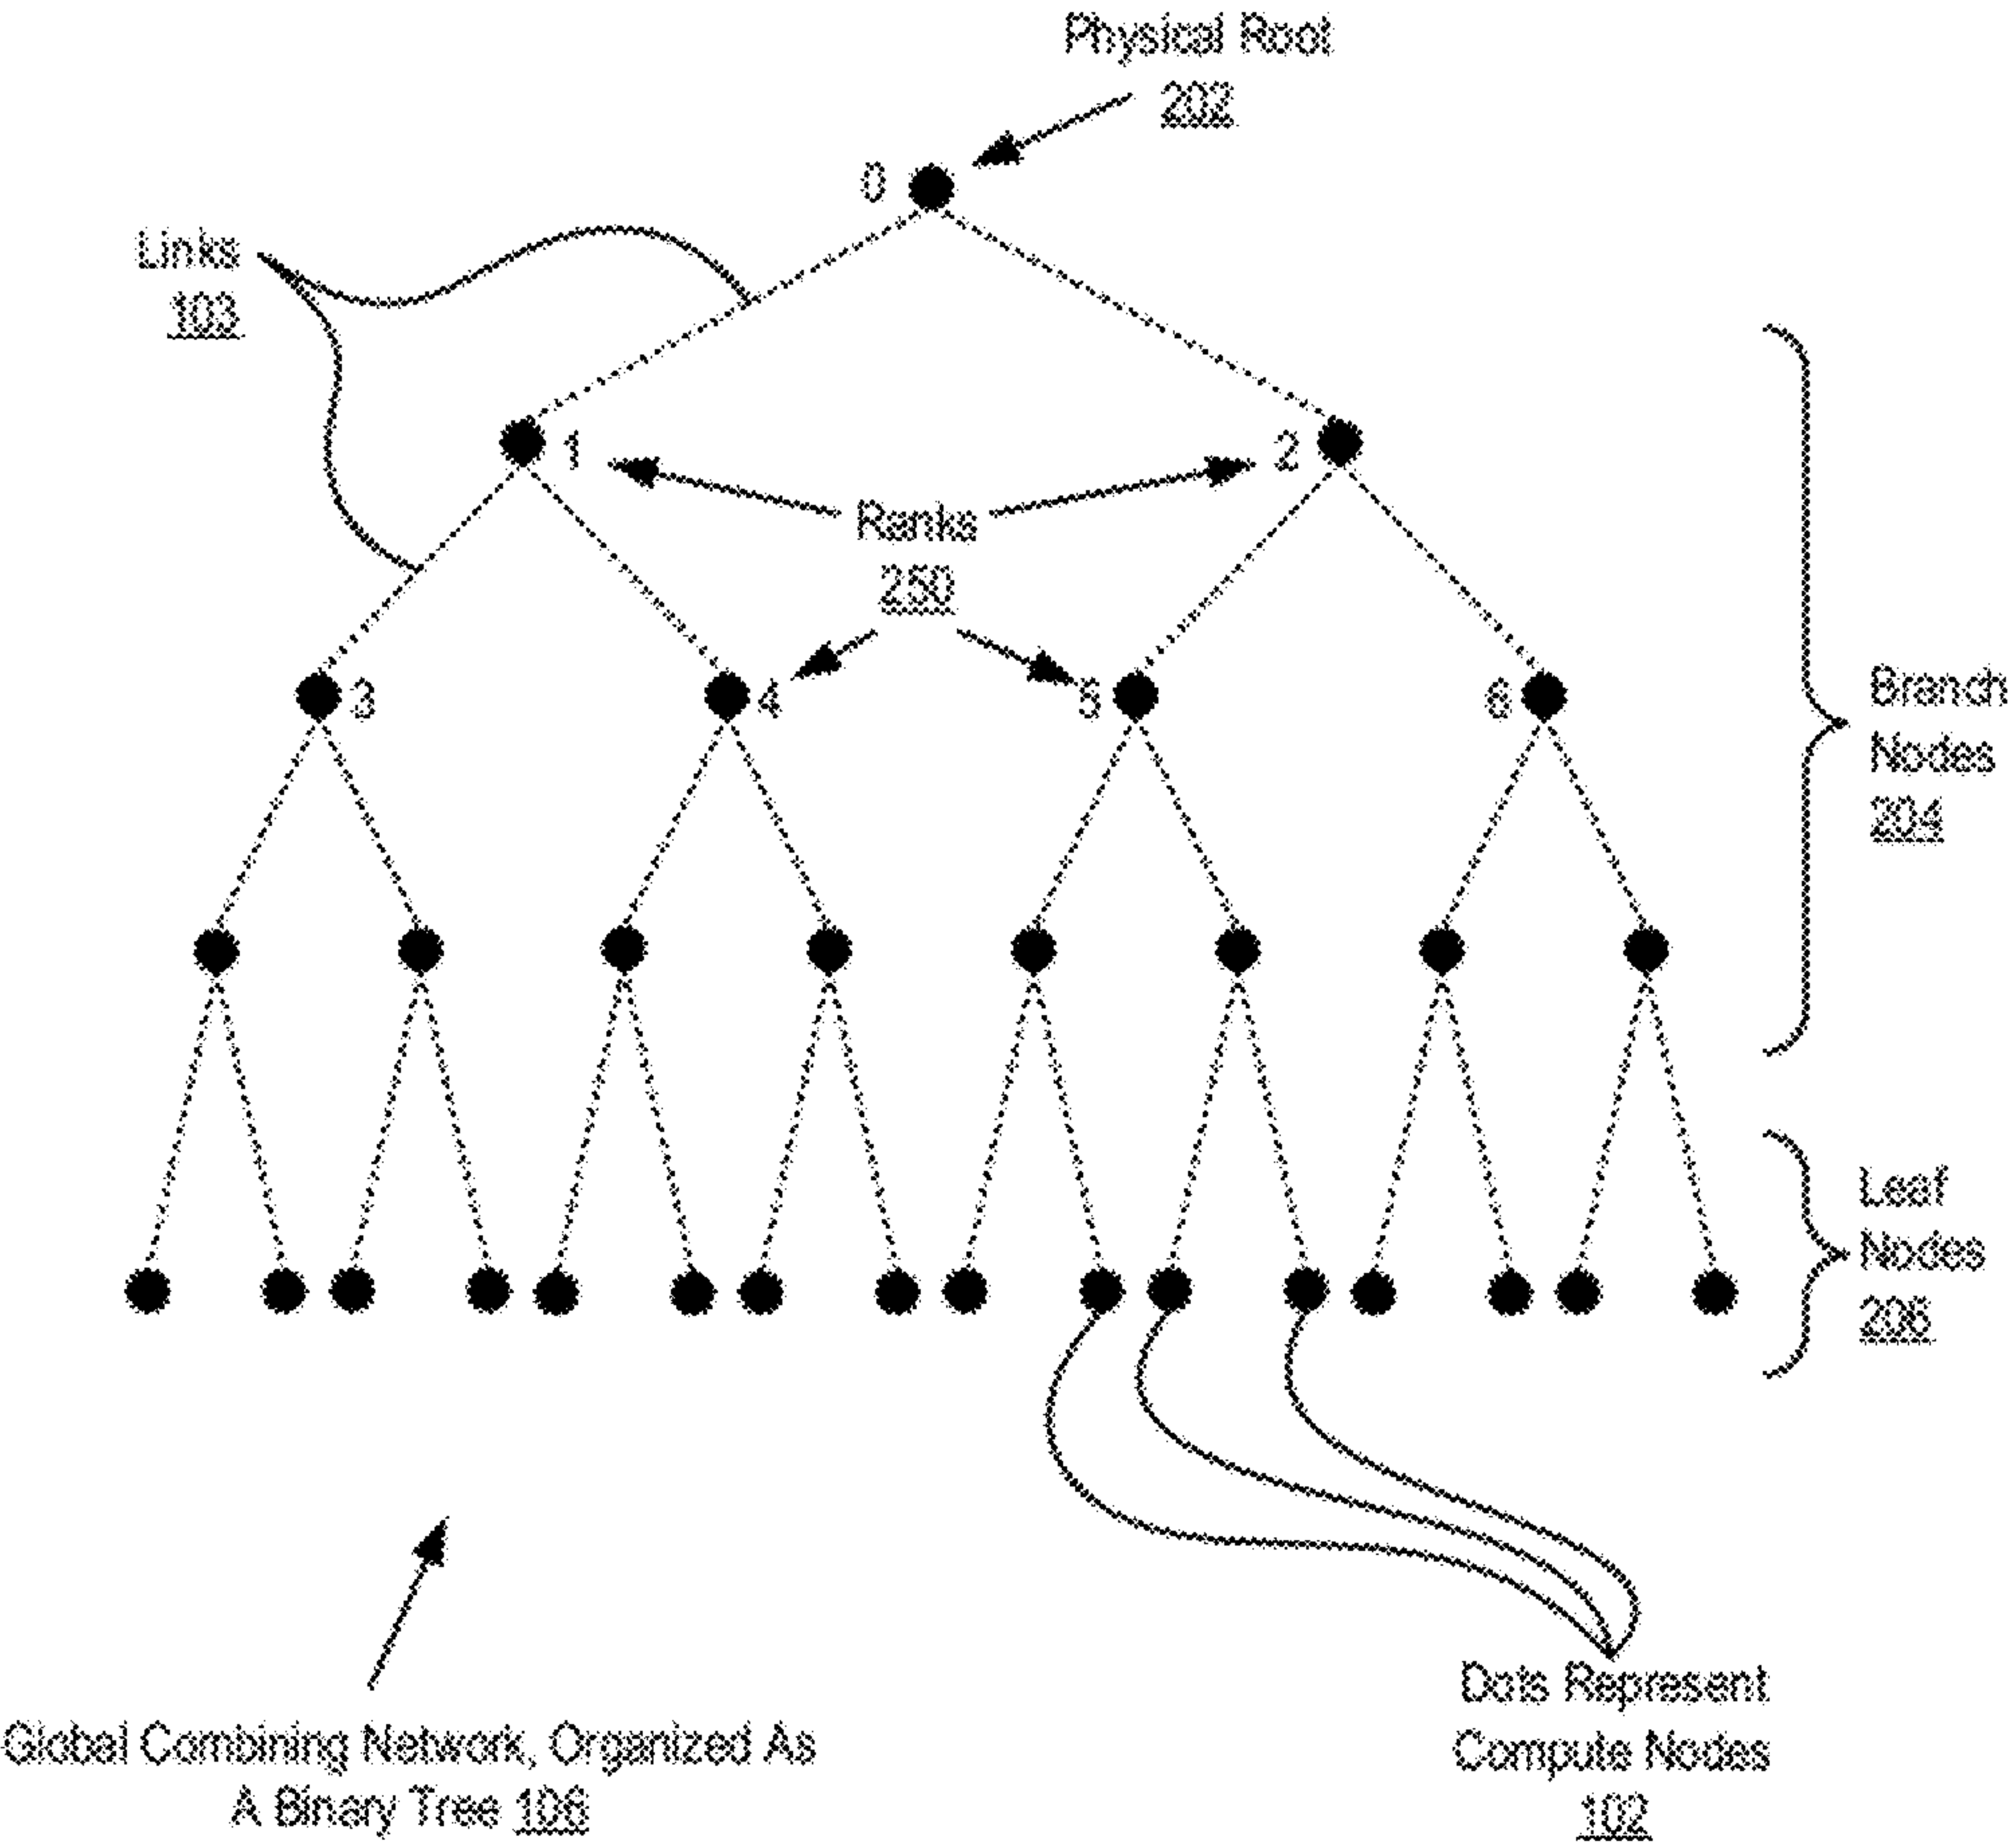 Physical Root
202
0
Links
103
1
2
Ranks
250
3
4
5
6
Branch
Nodes
204
Leaf
Nodes
206
Dots Represent
Compute Nodes
102
Global Combining Network, Organized As
A Binary Tree 106